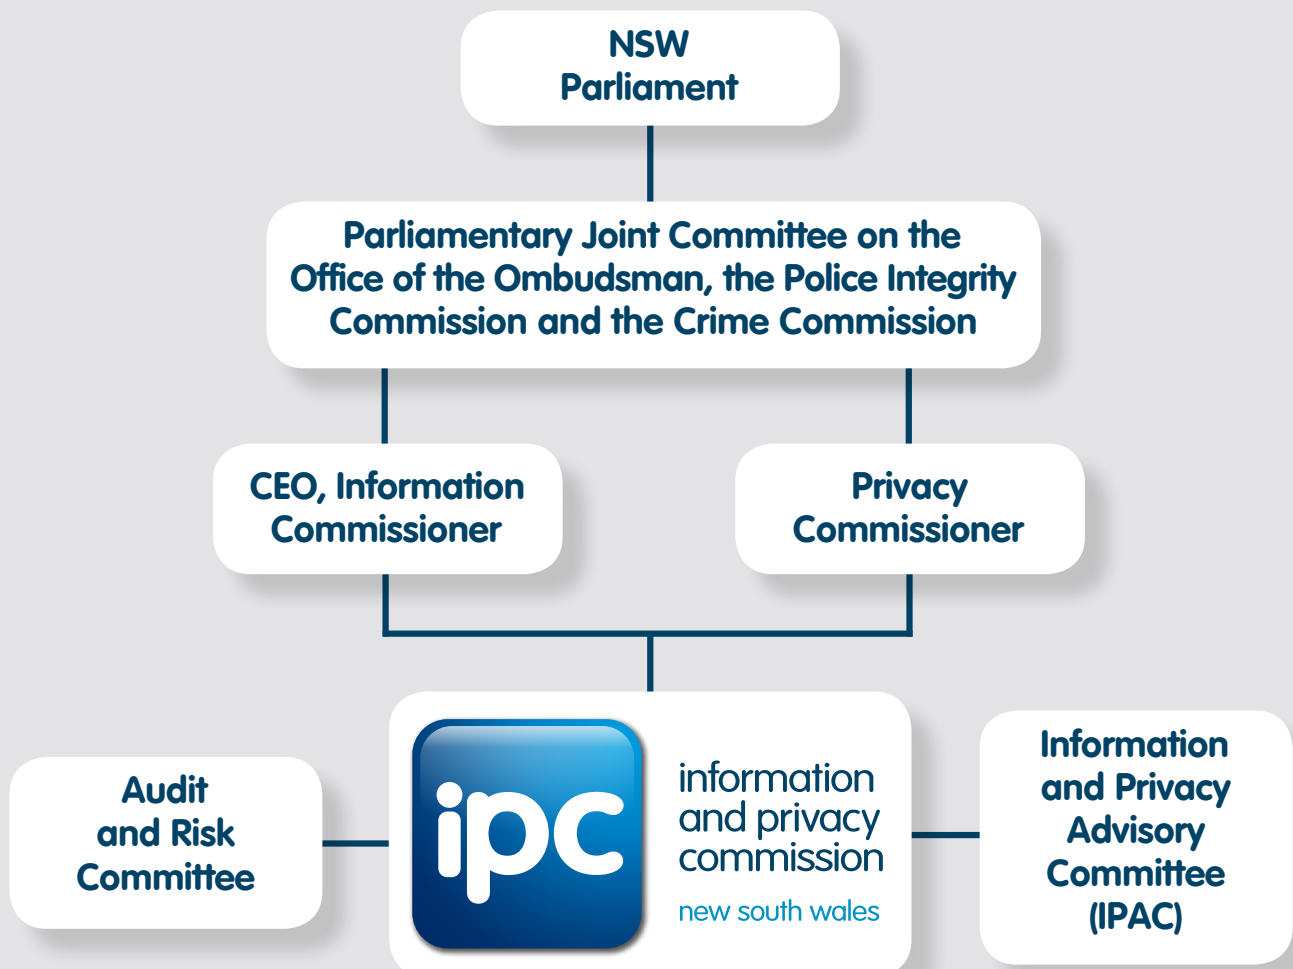 NSW
Parliament
Parliamentary Joint Committee on the
Office of the Ombudsman, the Police Integrity
Commission and the Crime Commission
CEO, Information
Commissioner
Privacy
Commissioner
Audit
and Risk
Committee
ipc
information
and privacy
commission
new south wales
Information
and Privacy
Advisory
Committee
(IPAC)